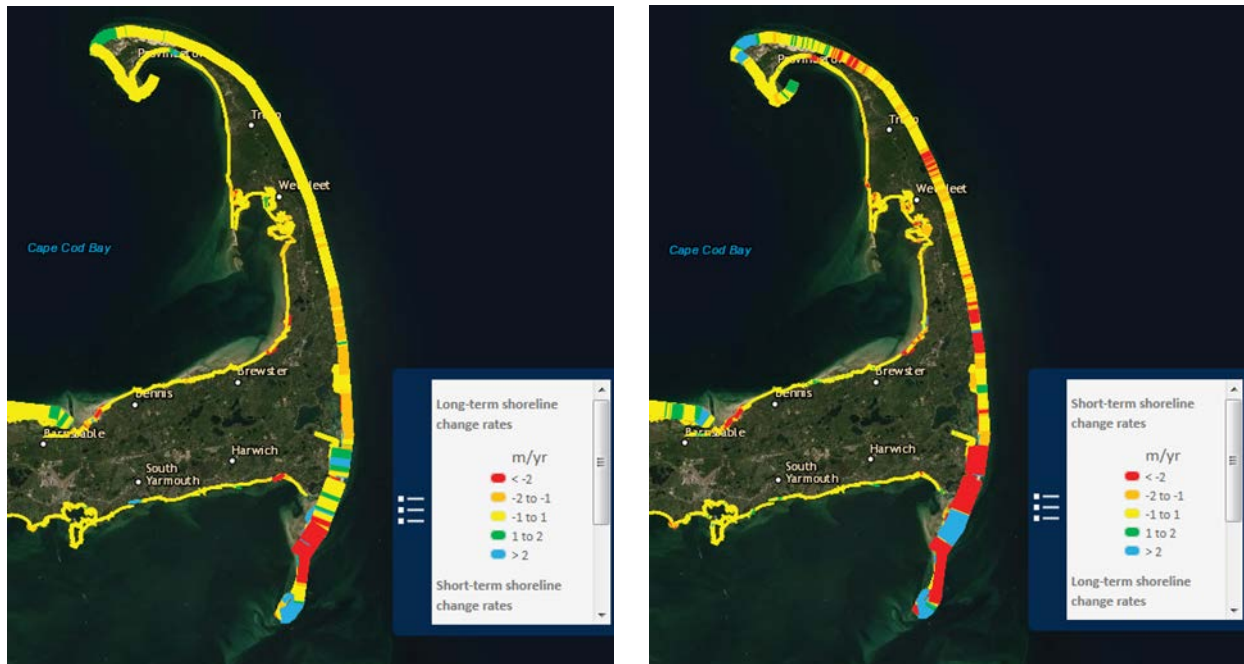 Provincetown
Truro
Wellfleet
Cape Cod Bay
Brewster
Dennis
Barnstable
Harwich
South
Yarmouth
Long-term shoreline
change rates
m/yr
< -2
-2 to -1
-1 to 1
1 to 2
> 2
Short-term shoreline
change rates
Provincetown
Truro
Wellfleet
Cape Cod Bay
Brewster
Dennis
Barnstable
Harwich
South
Yarmouth
Short-term shoreline
change rates
m/yr
< -2
-2 to -1
-1 to 1
1 to 2
> 2
Long-term shoreline
change rates